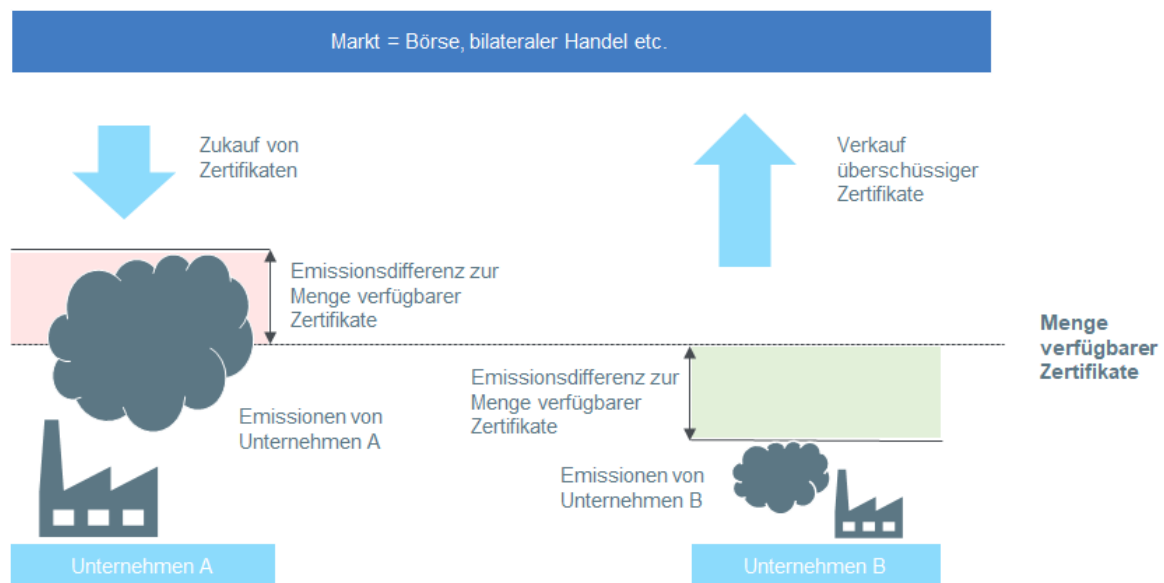 Markt = Börse, bilateraler Handel etc.
Zukauf von
Zertifikaten
Verkauf
überschüssiger
Zertifikate
Emissionsdifferenz zur
Menge verfügbarer
Zertifikate
Menge
verfügbarer
Zertifikate
Emissionsdifferenz zur
Menge verfügbarer
Zertifikate
Emissionen von
Unternehmen A
Emissionen von
Unternehmen B
Unternehmen A
Unternehmen B